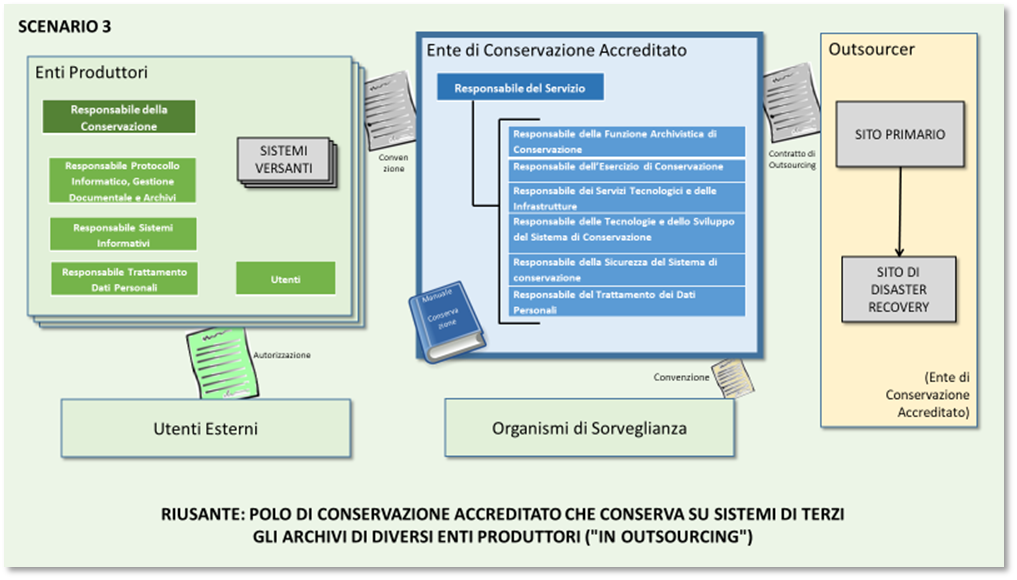 SCENARIO 3
Enti Produttori
Responsabile della
Conservazione
Responsabile Protocollo
Informatico, Gestione
Documentale e Archivi
Responsabile Sistemi
Informativi
Responsabile Trattamento
Dati Personali
SISTEMI
VERSANTI
Utenti
Conven
zione
Ente di Conservazione Accreditato
Responsabile del Servizio
Responsabile della Funzione Archivistica di
Conservazione
Responsabile dell'Esercizio di Conservazione
Responsabile dei Servizi Tecnologici e delle
Infrastrutture
Responsabile delle Tecnologie e dello Sviluppo
del Sistema di Conservazione
Responsabile della Sicurezza del Sistema di
conservazione
Responsabile del Trattamento dei Dati
Personali
Manuale
Conserva
zione
Contratto di
Outsourcing
Outsourcer
SITO PRIMARIO
SITO DI
DISASTER
RECOVERY
(Ente di
Conservazione
Accreditato)
Autorizzazione
Convenzione
Utenti Esterni
Organismi di Sorveglianza
RIUSANTE: POLO DI CONSERVAZIONE ACCREDITATO CHE CONSERVA SU SISTEMI DI TERZI
GLI ARCHIVI DI DIVERSI ENTI PRODUTTORI ("IN OUTSOURCING")